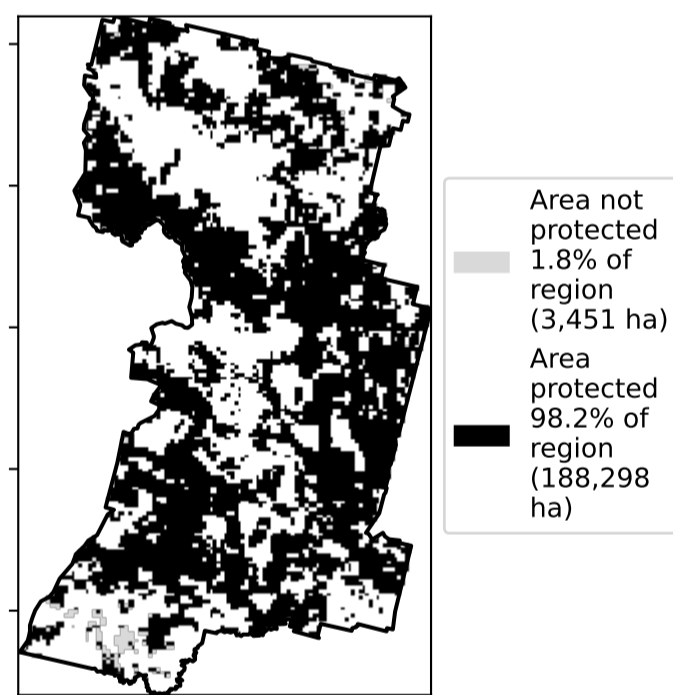 Area not
protected
1.8% of
region
(3,451 ha)
Area
protected
98.2% of
region
(188,298
ha)